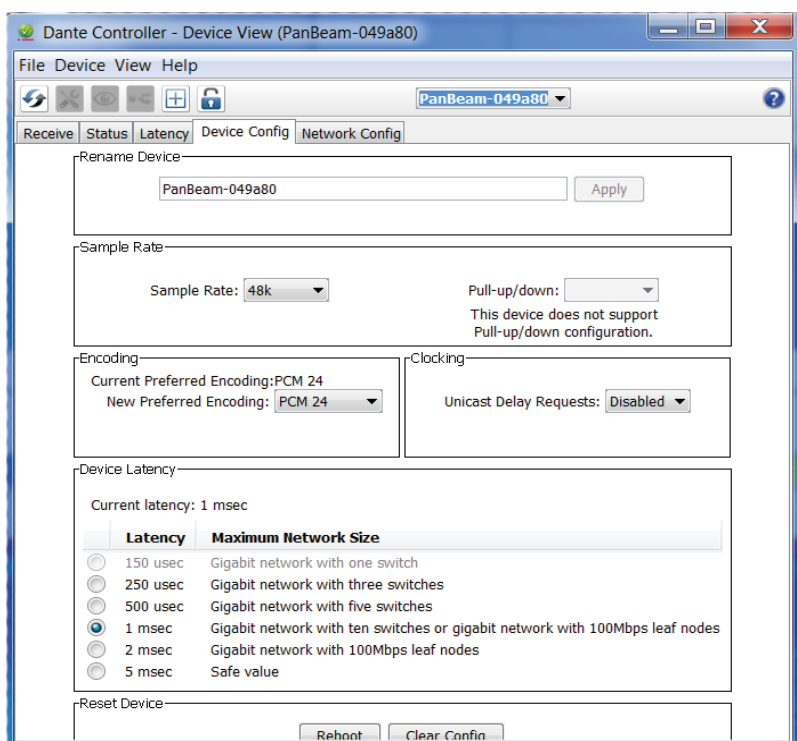 Dante Controller - Device View (PanBeam-049a80)
File Device View Help
PanBeam-049a80
Receive Status Latency Device Config Network Config
Rename Device
PanBeam-049a80 Apply
Sample Rate
Sample Rate: 48k Pull-up/down:
This device does not support
Pull-up/down configuration.
Encoding
Current Preferred Encoding:PCM 24
New Preferred Encoding: PCM 24
Clocking
Unicast Delay Requests: Disabled
Device Latency
Current latency: 1 msec
Latency Maximum Network Size
150 usec Gigabit network with one switch
250 usec Gigabit network with three switches
500 usec Gigabit network with five switches
1 msec Gigabit network with ten switches or gigabit network with 100Mbps leaf nodes
2 msec Gigabit network with 100Mbps leaf nodes
5 msec Safe value
Reset Device
Reboot Clear Config